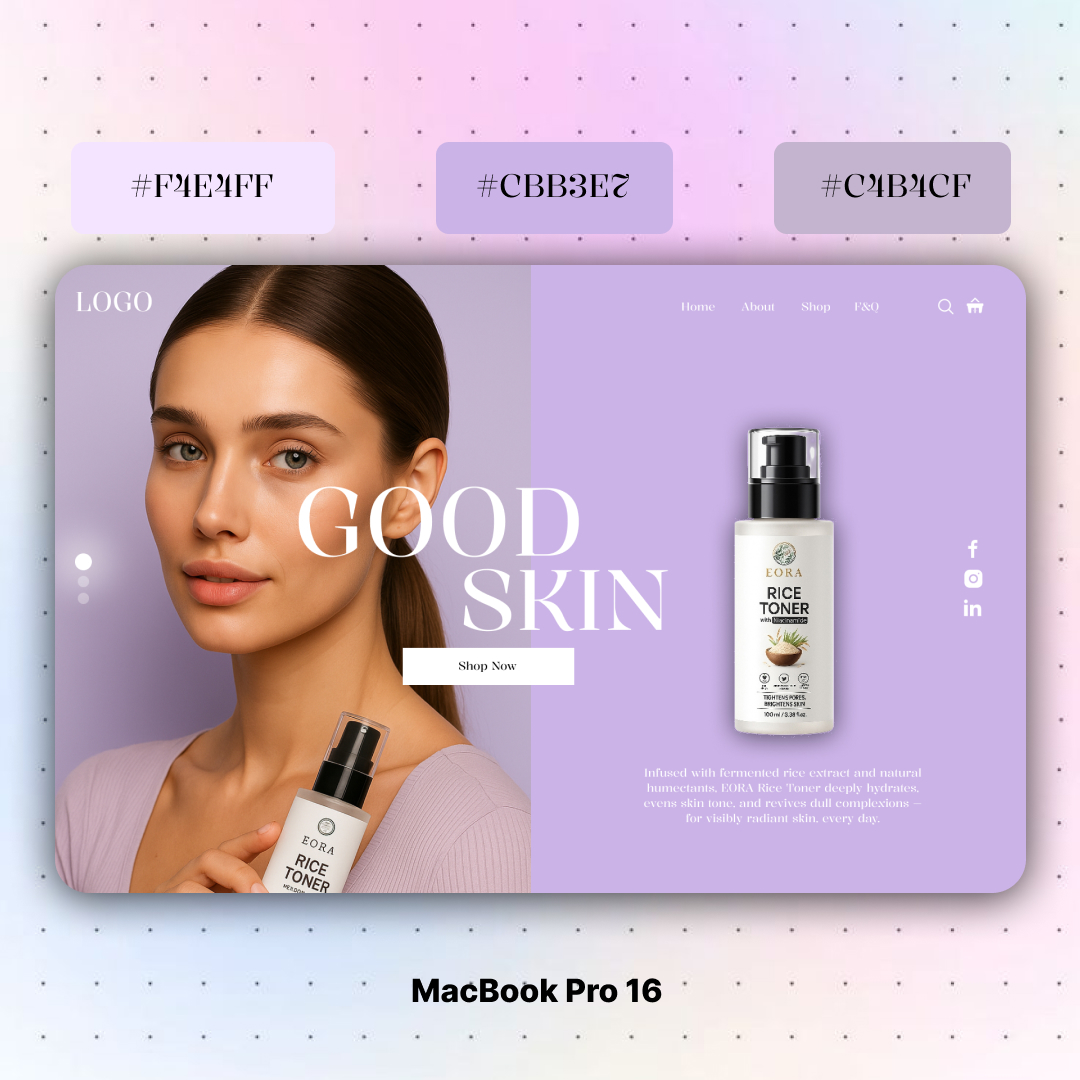 #F4E4FF
#CBB3E7
#C4B4CF
LOGO
Home About Shop F&Q
GOOD
SKIN
Shop Now
EORA
RICE
TONER
with Niacinamide
TIGHTENS PORES,
BRIGHTENS SKIN
100ml / 3.38 fl oz.
Infused with fermented rice extract and natural
humectants, EORA Rice Toner deeply hydrates,
evens skin tone, and revives dull complexions —
for visibly radiant skin, every day.
EORA
RICE
TONER
MacBook Pro 16